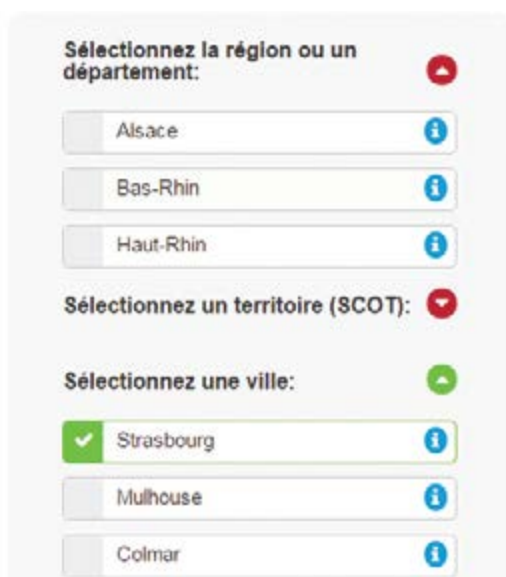 Sélectionnez la région ou un
département:
Alsace
Bas-Rhin
Haut-Rhin
Sélectionnez un territoire (SCOT):
Sélectionnez une ville:
Strasbourg
Mulhouse
Colmar